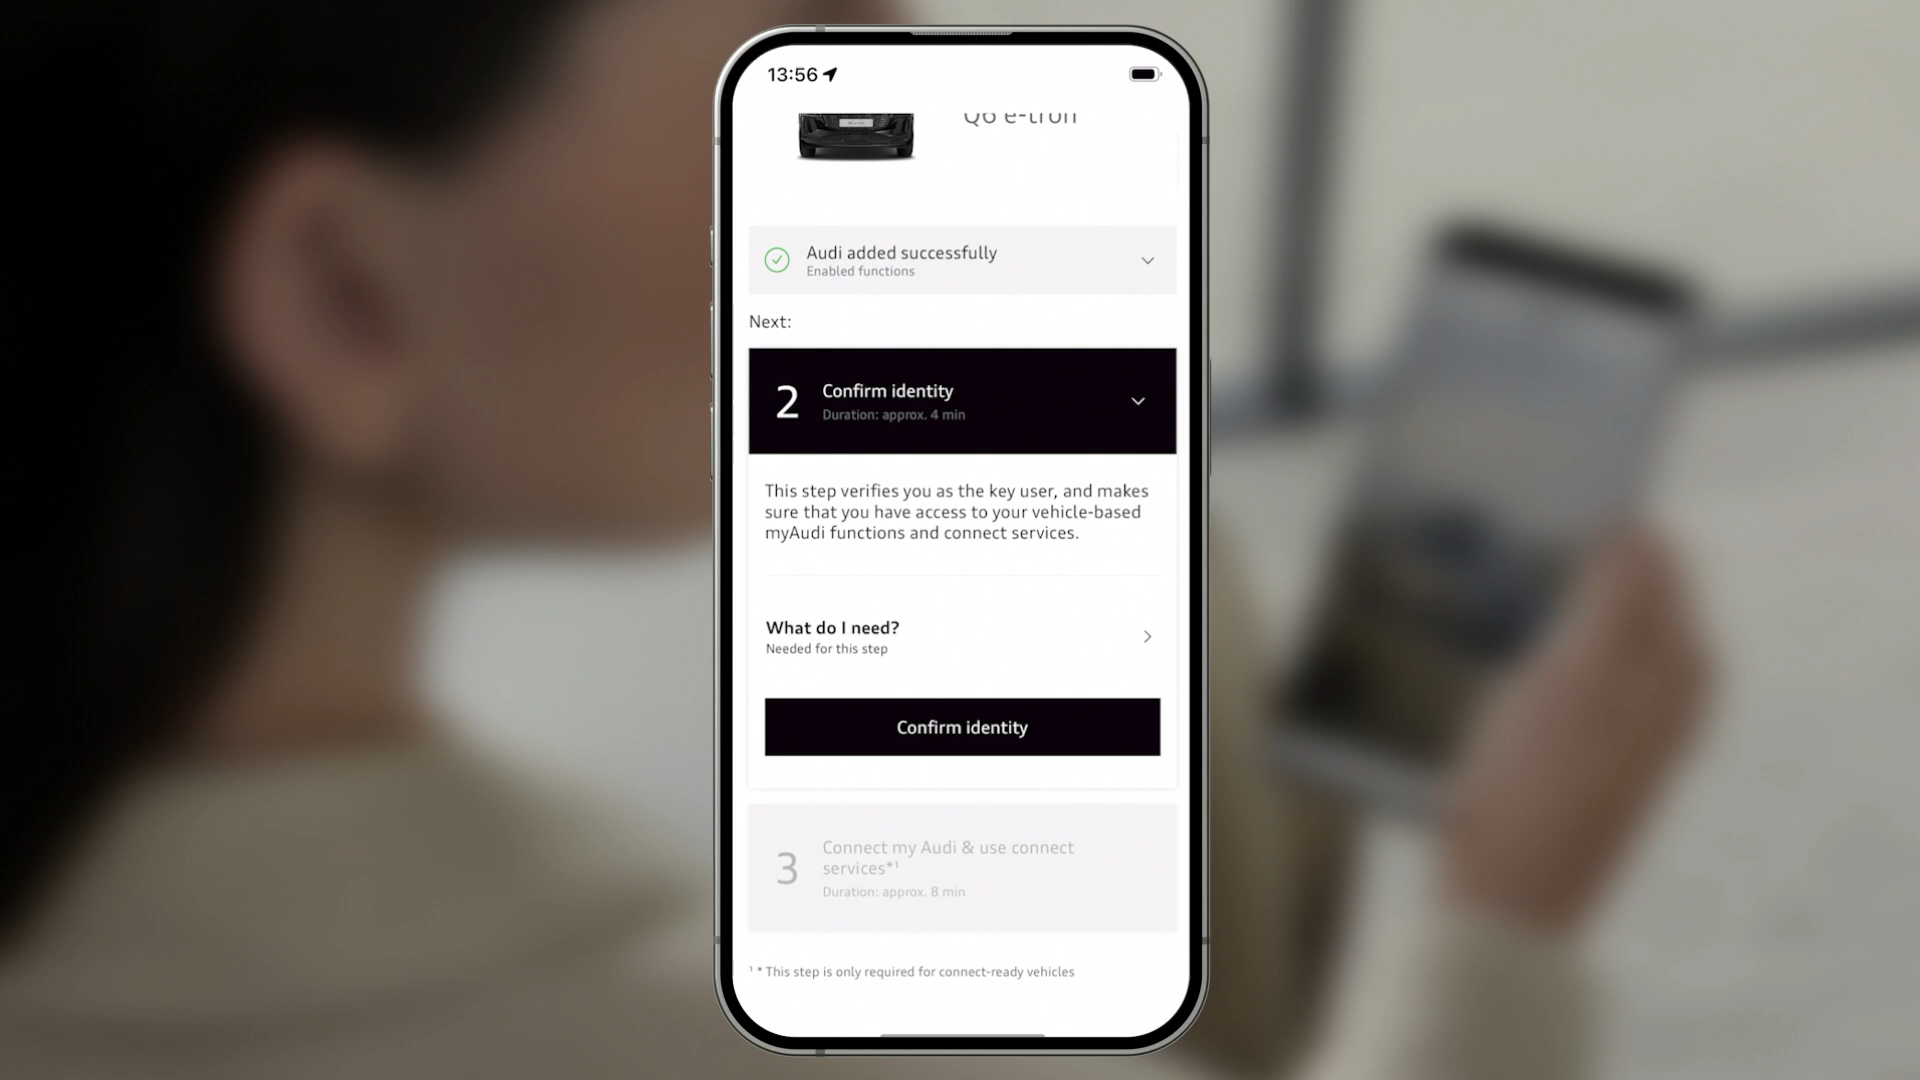 13:56
Q6 e-tron
Audi added successfully
Enabled functions
Next:
2
Confirm identity
Duration: approx. 4 min
This step verifies you as the key user, and makes
sure that you have access to your vehicle-based
myAudi functions and connect services.
What do I need?
Needed for this step
Confirm identity
3
Connect my Audi & use connect
services*¹
Duration: approx. 8 min
¹ * This step is only required for connect-ready vehicles